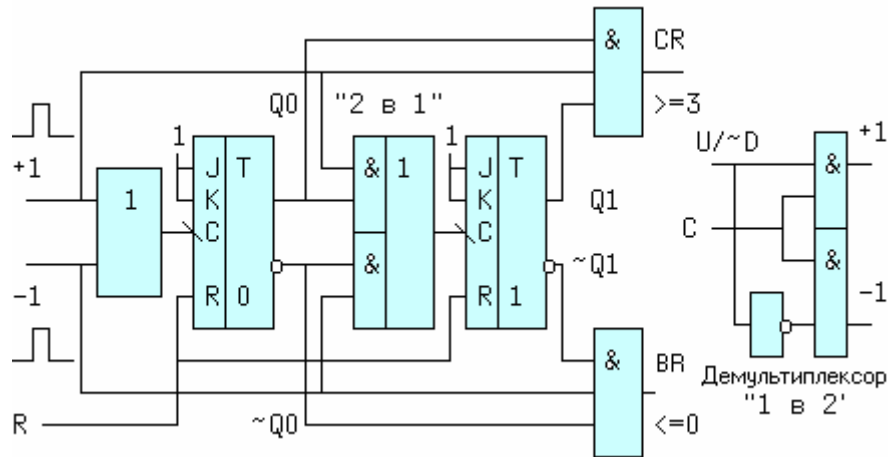 & CR
Q0 "2 в 1" >=3
+1 1 J T & 1 1 J T U/~D & +1
1 K K Q1
C C C
-1 & ~Q1 & -1
R 0 R 1
& BR
Демультиплексор
R ~Q0 <=0 "1 в 2'